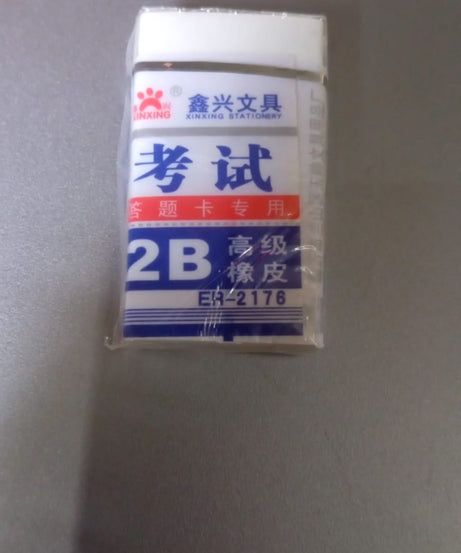 鑫兴文具
XINXING STATIONERY
考试
答题卡专用
2B 高级
橡皮
ER-2176